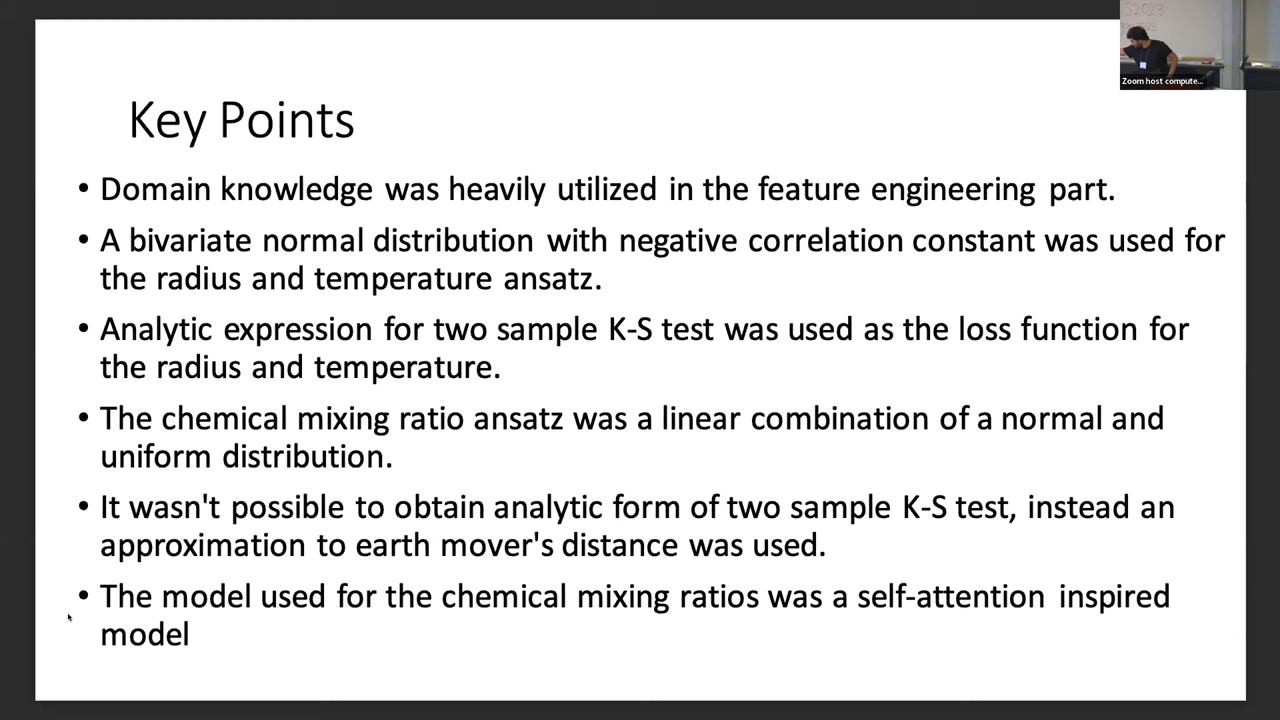 Key Points
• Domain knowledge was heavily utilized in the feature engineering part.
• A bivariate normal distribution with negative correlation constant was used for
the radius and temperature ansatz.
• Analytic expression for two sample K-S test was used as the loss function for
the radius and temperature.
• The chemical mixing ratio ansatz was a linear combination of a normal and
uniform distribution.
• It wasn't possible to obtain analytic form of two sample K-S test, instead an
approximation to earth mover's distance was used.
• The model used for the chemical mixing ratios was a self-attention inspired
model
Zoom host compute...